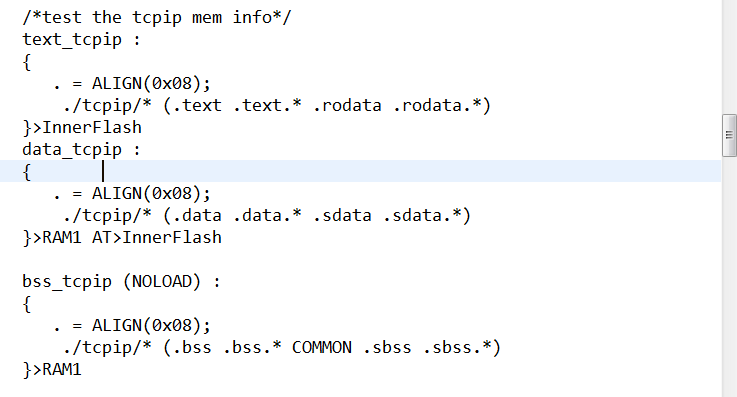 /*test the tcpip mem info*/
text_tcpip :
{
. = ALIGN(0x08);
./tcpip/* (.text .text.* .rodata .rodata.*)
}>InnerFlash
data_tcpip :
{
. = ALIGN(0x08);
./tcpip/* (.data .data.* .sdata .sdata.*)
}>RAM1 AT>InnerFlash
bss_tcpip (NOLOAD) :
{
. = ALIGN(0x08);
./tcpip/* (.bss .bss.* COMMON .sbss .sbss.*)
}>RAM1